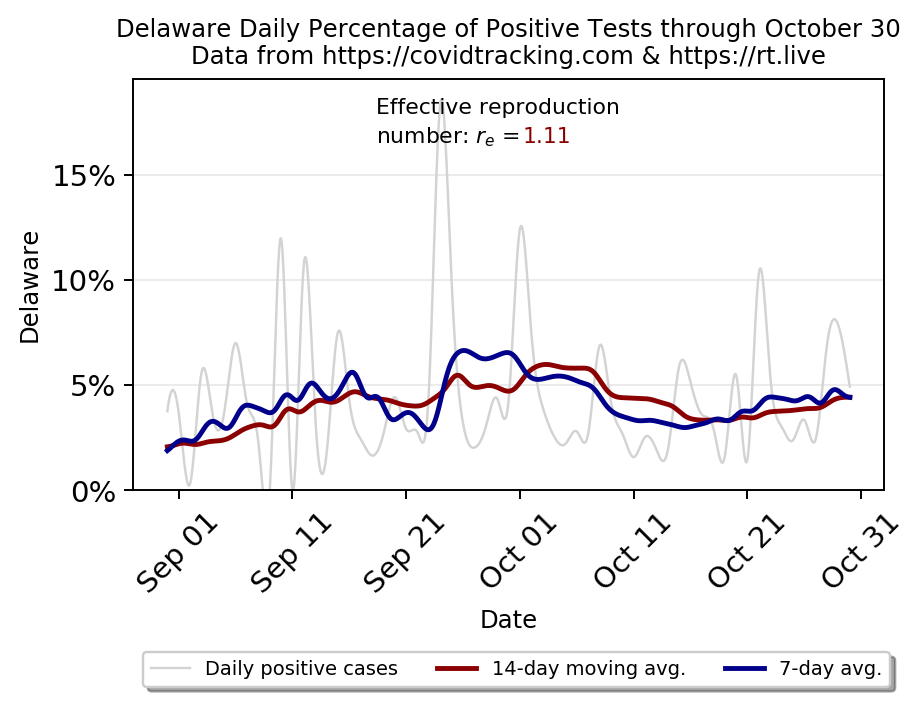 Delaware Daily Percentage of Positive Tests through October 30
Data from https://covidtracking.com & https://rt.live
Effective reproduction
number: rₑ = 1.11
Delaware
15%
10%
5%
0%
Sep 01
Sep 11
Sep 21
Oct 01
Oct 11
Oct 21
Oct 31
Date
Daily positive cases
14-day moving avg.
7-day avg.